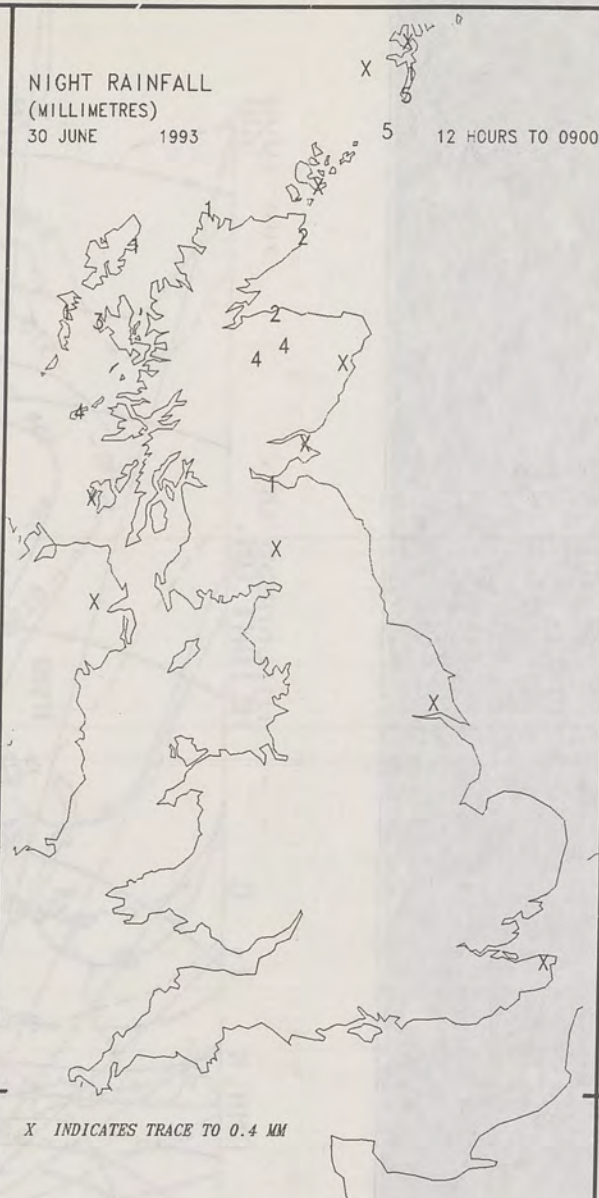 NIGHT RAINFALL
(MILLIMETRES)
30 JUNE 1993
12 HOURS TO 0900
X
X
5
5
X
1
4
2
3
2
4
4
X
4
X
X
1
X
X
X
X
X INDICATES TRACE TO 0.4 MM